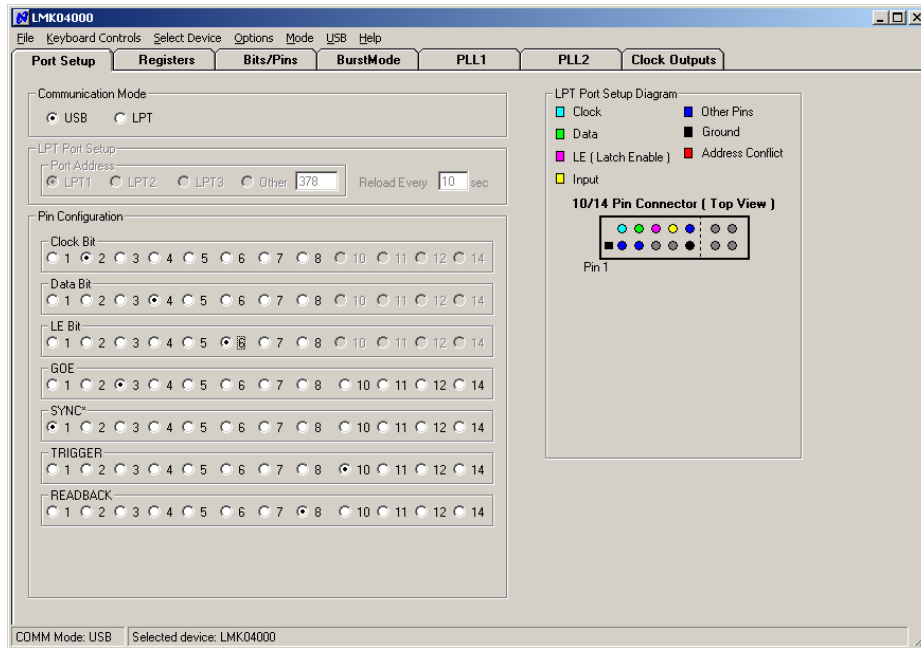 LMK04000
File Keyboard Controls Select Device Options Mode USB Help
Port Setup Registers Bits/Pins BurstMode PLL1 PLL2 Clock Outputs
Communication Mode
USB LPT
LPT Port Setup
Port Address
LPT1 LPT2 LPT3 Other 378 Reload Every 10 sec
Pin Configuration
Clock Bit
1 2 3 4 5 6 7 8 10 11 12 14
Data Bit
1 2 3 4 5 6 7 8 10 11 12 14
LE Bit
1 2 3 4 5 6 7 8 10 11 12 14
GOE
1 2 3 4 5 6 7 8 10 11 12 14
SYNC*
1 2 3 4 5 6 7 8 10 11 12 14
TRIGGER
1 2 3 4 5 6 7 8 10 11 12 14
READBACK
1 2 3 4 5 6 7 8 10 11 12 14
LPT Port Setup Diagram
Clock Other Pins
Data Ground
LE ( Latch Enable ) Address Conflict
Input
10/14 Pin Connector ( Top View )
Pin 1
COMM Mode: USB Selected device: LMK04000